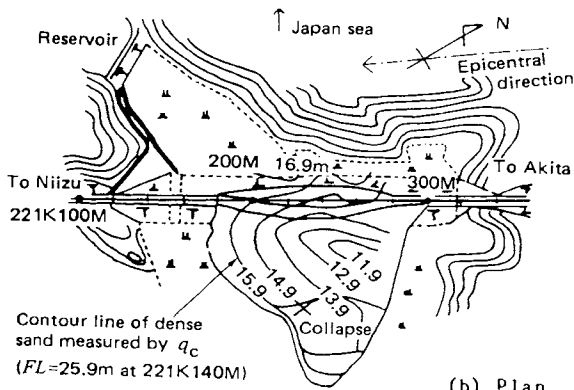 Reservoir
↑ Japan sea
N
Epicentral
direction
200M
16.9m
300M
To Akita
To Niizu
221K100M
11.9
12.9
13.9
14.9
15.9
Collapse
Contour line of dense
sand measured by qc
(FL=25.9m at 221K140M)
(b) Plan